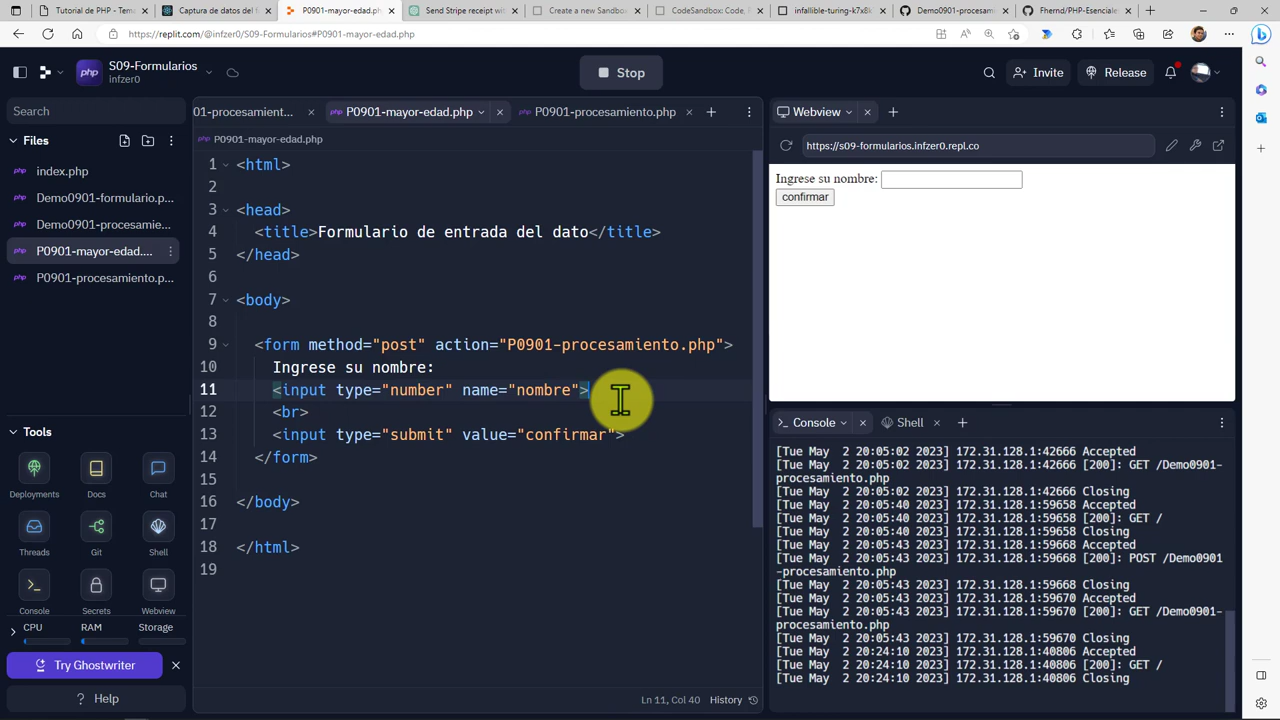 Tutorial de PHP - Temas
Captura de datos del f
P0901-mayor-edad.ph
Send Stripe receipt wit
Create a new Sandbox
CodeSandbox: Code, R
infallible-turing-k7x8k
Demo0901-procesami
Fhernd/PHP-Esenciale
https://replit.com/@infzer0/S09-Formularios#P0901-mayor-edad.php
php
S09-Formularios
infzer0
Stop
Invite
Release
Search
Files
index.php
Demo0901-formulario.p...
Demo0901-procesamie...
P0901-mayor-edad....
P0901-procesamiento.p...
Tools
Deployments
Docs
Chat
Threads
Git
Shell
Console
Secrets
Webview
CPU
RAM
Storage
Try Ghostwriter
? Help
01-procesamient...
php P0901-mayor-edad.php
php P0901-procesamiento.php
php P0901-mayor-edad.php
1 <html>
2
3 <head>
4 <title>Formulario de entrada del dato</title>
5 </head>
6
7 <body>
8
9 <form method="post" action="P0901-procesamiento.php">
10 Ingrese su nombre:
11 <input type="number" name="nombre">
12 <br>
13 <input type="submit" value="confirmar">
14 </form>
15
16 </body>
17
18 </html>
19
Ln 11, Col 40
History
Webview
https://s09-formularios.infzer0.repl.co
Ingrese su nombre:
confirmar
Console
Shell
[Tue May 2 20:05:02 2023] 172.31.128.1:42666 Accepted
[Tue May 2 20:05:02 2023] 172.31.128.1:42666 [200]: GET /Demo0901-
procesamiento.php
[Tue May 2 20:05:02 2023] 172.31.128.1:42666 Closing
[Tue May 2 20:05:40 2023] 172.31.128.1:59658 Accepted
[Tue May 2 20:05:40 2023] 172.31.128.1:59658 [200]: GET /
[Tue May 2 20:05:40 2023] 172.31.128.1:59658 Closing
[Tue May 2 20:05:43 2023] 172.31.128.1:59668 Accepted
[Tue May 2 20:05:43 2023] 172.31.128.1:59668 [200]: POST /Demo0901
-procesamiento.php
[Tue May 2 20:05:43 2023] 172.31.128.1:59668 Closing
[Tue May 2 20:05:43 2023] 172.31.128.1:59670 Accepted
[Tue May 2 20:05:43 2023] 172.31.128.1:59670 [200]: GET /Demo0901-
procesamiento.php
[Tue May 2 20:05:43 2023] 172.31.128.1:59670 Closing
[Tue May 2 20:24:10 2023] 172.31.128.1:40806 Accepted
[Tue May 2 20:24:10 2023] 172.31.128.1:40806 [200]: GET /
[Tue May 2 20:24:10 2023] 172.31.128.1:40806 Closing